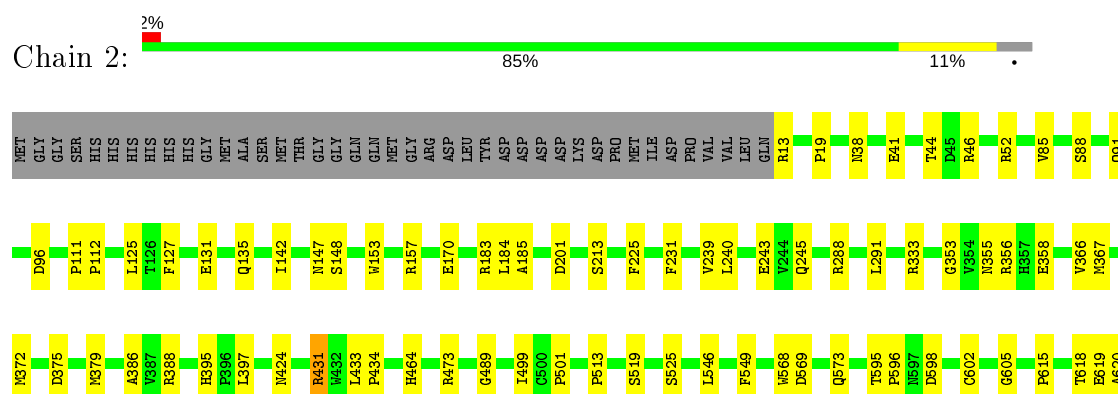 2%
Chain 2:
85% 11% •
MET GLY GLY SER HIS HIS HIS HIS HIS HIS GLY MET ALA SER MET THR GLY GLY GLN GLN MET GLY ARG ASP LEU TYR ASP ASP ASP ASP LYS ASP PRO MET ILE ASP PRO VAL VAL LEU GLN R13 P19 N38 E41 T44 D45 R46 R52 V85 S88 Q91
D96 P111 P112 L125 T126 F127 E131 Q135 I142 N147 S148 W153 R157 E170 R183 L184 A185 D201 S213 F225 F231 V239 L240 E243 V244 Q245 R288 L291 R333 G353 V354 N355 R356 H357 E358 V366 M367
M372 D375 M379 A386 V387 R388 H395 P396 L397 N424 R431 W432 L433 P434 H464 R473 G489 I499 C500 P501 P513 S519 S525 L546 F549 W568 D569 Q573 T595 P596 N597 D598 C602 G605 P615 T618 E619 A620